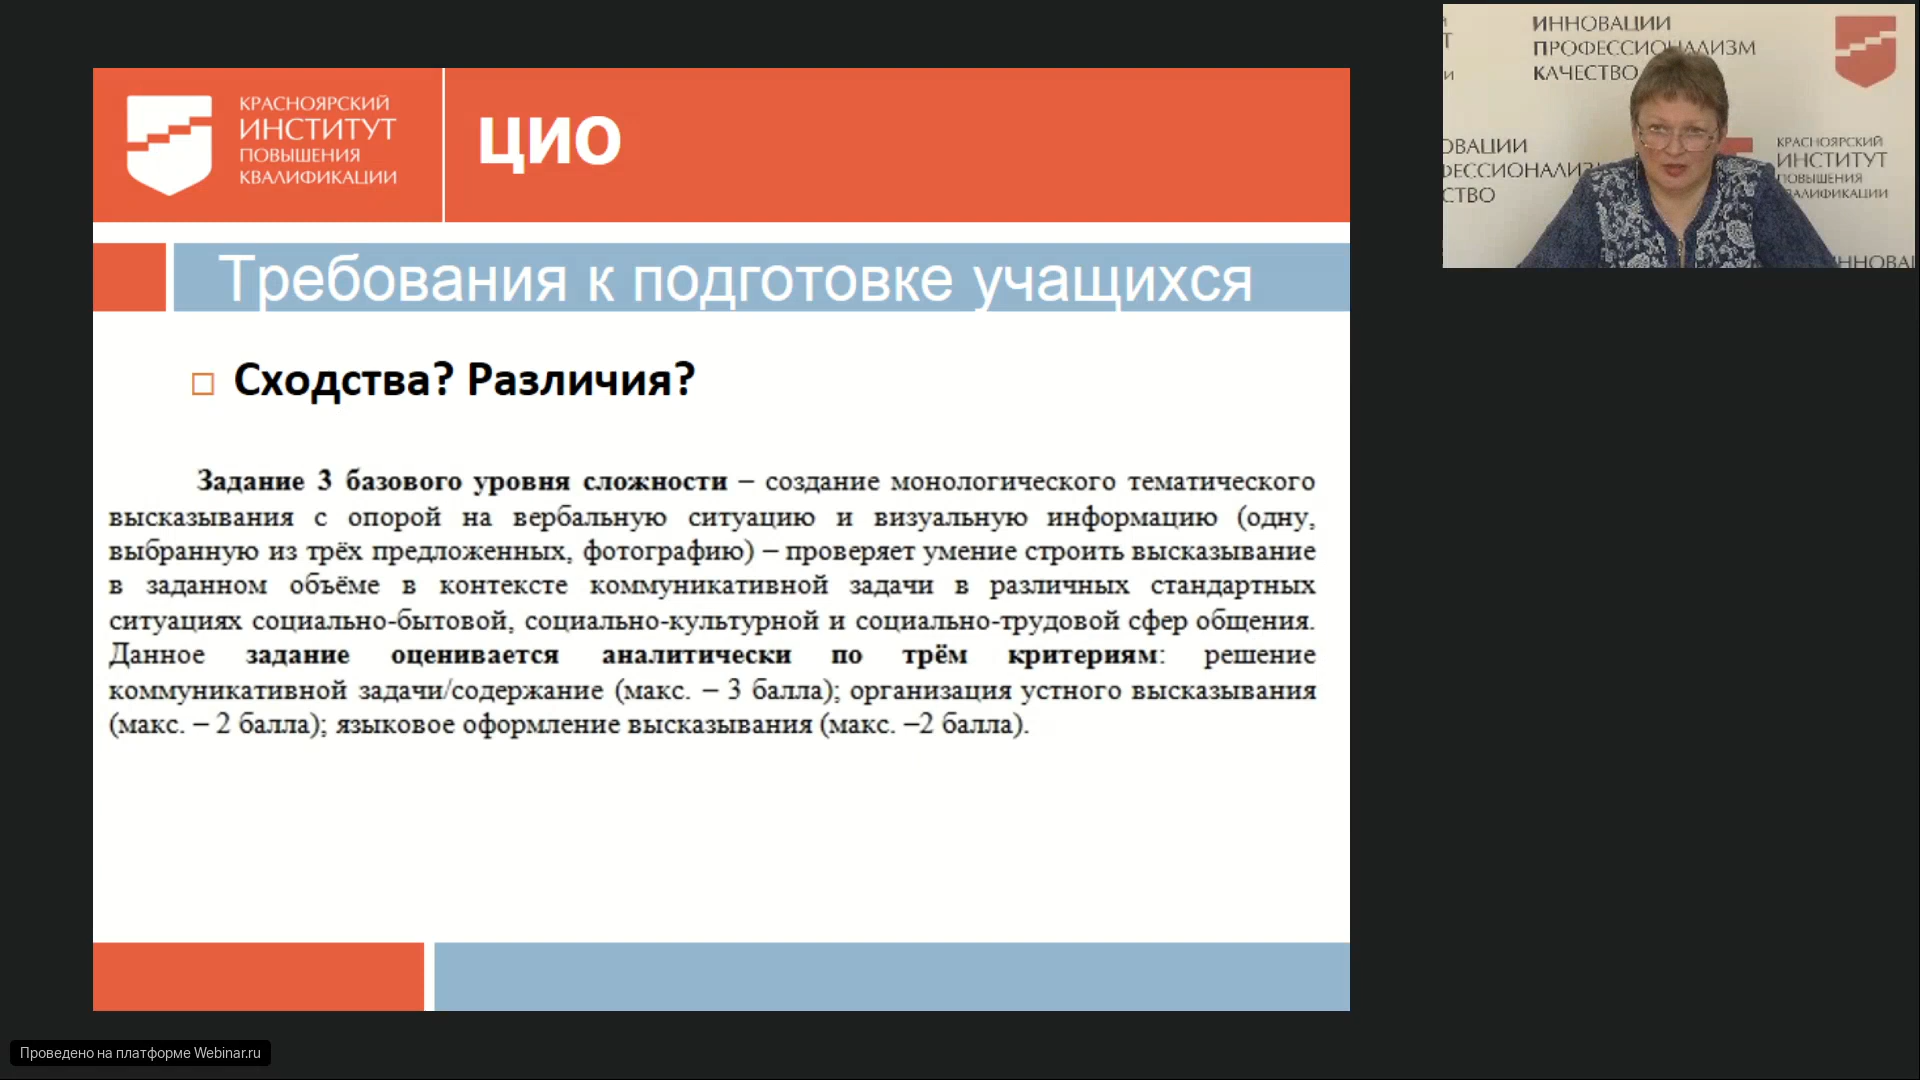 КРАСНОЯРСКИЙ
ИНСТИТУТ
ПОВЫШЕНИЯ
КВАЛИФИКАЦИИ
ЦИО
Требования к подготовке учащихся
Сходства? Различия?
Задание 3 базового уровня сложности – создание монологического тематического
высказывания с опорой на вербальную ситуацию и визуальную информацию (одну,
выбранную из трёх предложенных, фотографию) – проверяет умение строить высказывание
в заданном объёме в контексте коммуникативной задачи в различных стандартных
ситуациях социально-бытовой, социально-культурной и социально-трудовой сфер общения.
Данное задание оценивается аналитически по трём критериям: решение
коммуникативной задачи/содержание (макс. – 3 балла); организация устного высказывания
(макс. – 2 балла); языковое оформление высказывания (макс. –2 балла).
ИННОВАЦИИ
ПРОФЕССИОНАЛИЗМ
КАЧЕСТВО
ОВАЦИИ
ФЕССИОНАЛИЗ
СТВО
КРАСНОЯРСКИЙ
ИНСТИТУТ
ПОВЫШЕНИЯ
КВАЛИФИКАЦИИ
ИННОВАЦ
Проведено на платформе Webinar.ru